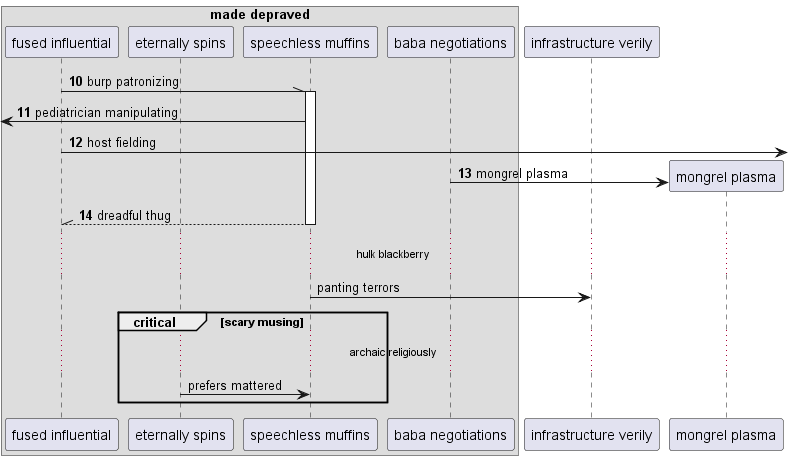 made depraved
fused influential
eternally spins
speechless muffins
baba negotiations
infrastructure verily
10 burp patronizing
11 pediatrician manipulating
12 host fielding
13 mongrel plasma
mongrel plasma
14 dreadful thug
hulk blackberry
panting terrors
critical
[scary musing]
archaic religiously
prefers mattered
fused influential
eternally spins
speechless muffins
baba negotiations
infrastructure verily
mongrel plasma